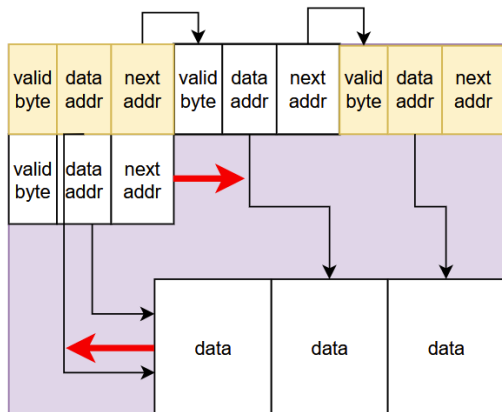 valid data next valid data next valid data next
byte addr addr byte addr addr byte addr addr
valid data next
byte addr addr
data data data